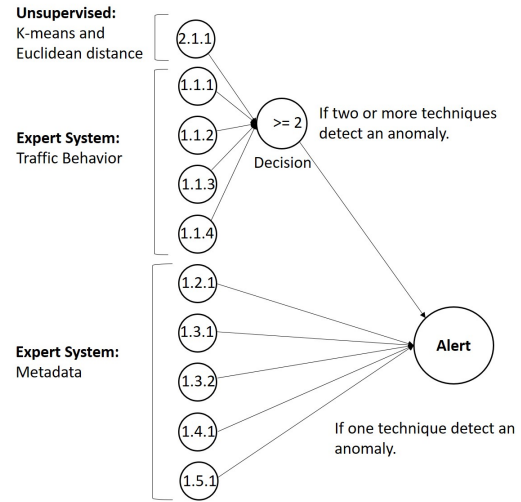 Unsupervised:
K-means and
Euclidean distance
2.1.1
1.1.1
Expert System:
Traffic Behavior
1.1.2
1.1.3
1.1.4
>= 2
Decision
If two or more techniques
detect an anomaly.
Expert System:
Metadata
1.2.1
1.3.1
1.3.2
1.4.1
1.5.1
Alert
If one technique detect an
anomaly.